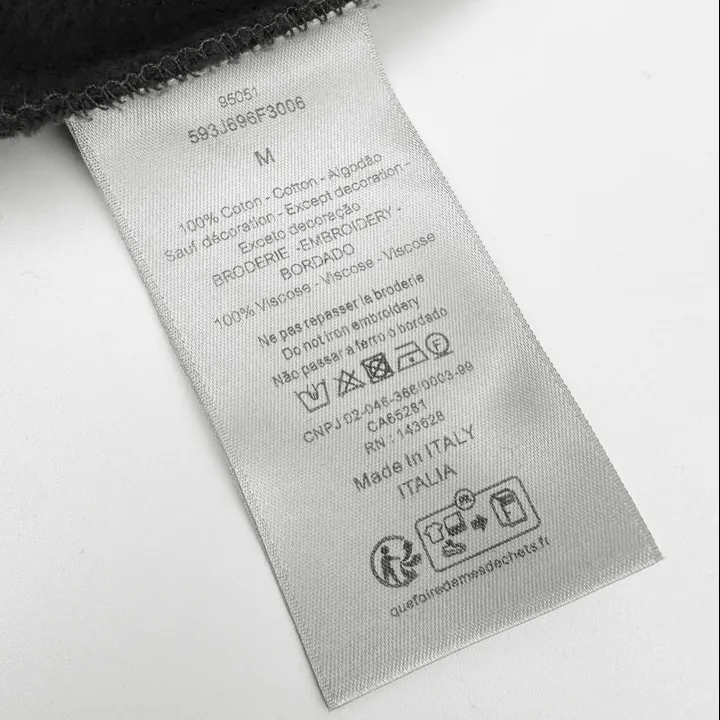 95051
593J696F3006
M
100% Coton - Cotton - Algodão
Sauf décoration - Except decoration -
Exceto decoração
BRODERIE -EMBROIDERY -
BORDADO
100% Viscose - Viscose - Viscose
Ne pas repasser la broderie
Do not iron embroidery
Não passar a ferro o bordado
F
CNPJ 02-046-366/0003-99
CA65281
RN : 143828
Made In ITALY
ITALIA
FR
quefairedemesdechets.fr